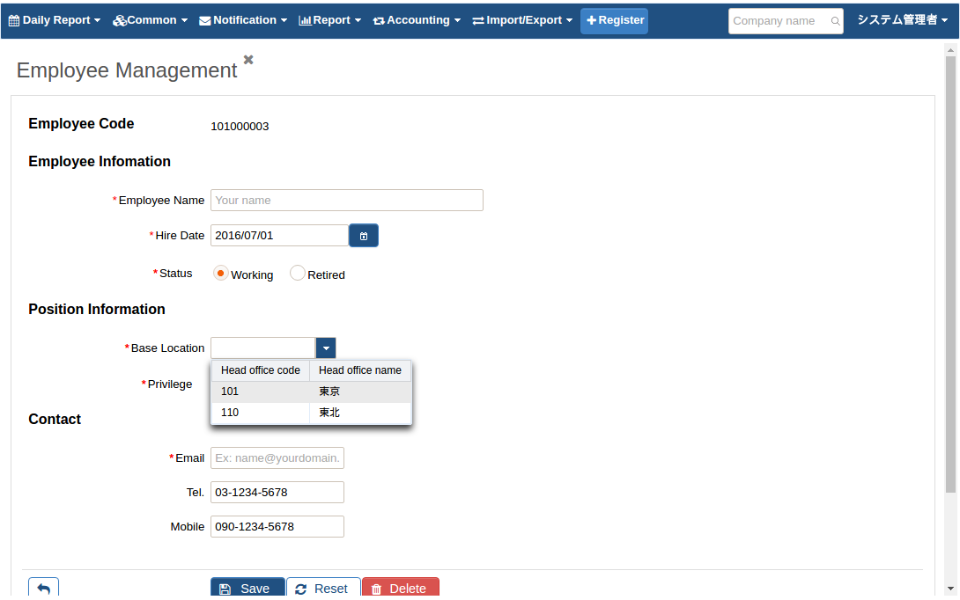 Daily Report Common Notification Report Accounting Import/Export Register Company name システム管理者
Employee Management
Employee Code 101000003
Employee Infomation
*Employee Name Your name
*Hire Date 2016/07/01
*Status Working Retired
Position Information
*Base Location
Head office code Head office name
*Privilege
101 東京
110 東北
Contact
*Email Ex: name@yourdomain.
Tel. 03-1234-5678
Mobile 090-1234-5678
Save Reset Delete